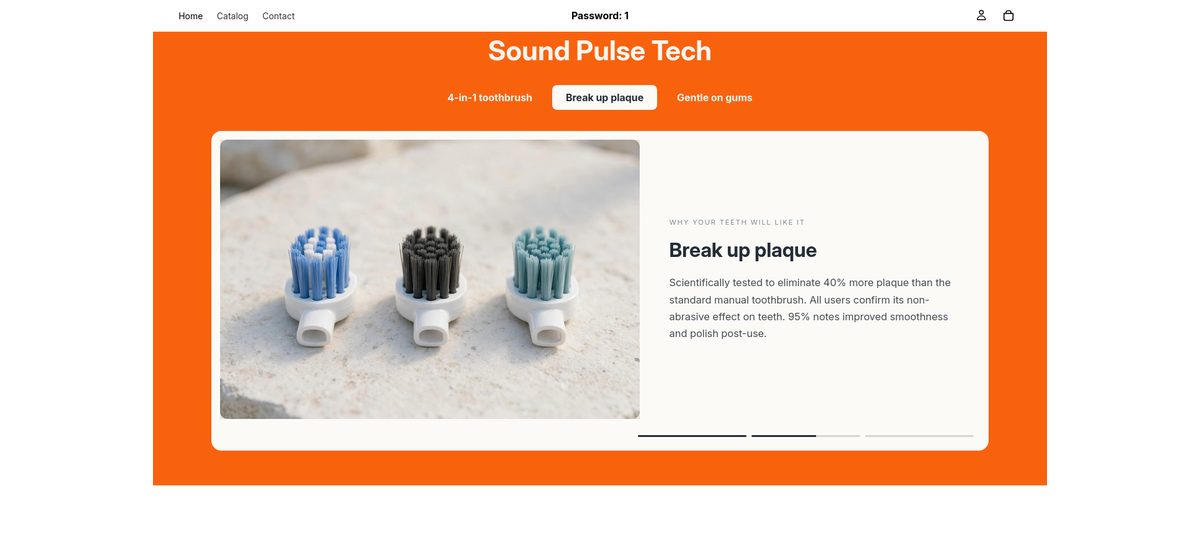 Home Catalog Contact Password: 1
Sound Pulse Tech
4-in-1 toothbrush Break up plaque Gentle on gums
WHY YOUR TEETH WILL LIKE IT
Break up plaque
Scientifically tested to eliminate 40% more plaque than the
standard manual toothbrush. All users confirm its non-
abrasive effect on teeth. 95% notes improved smoothness
and polish post-use.